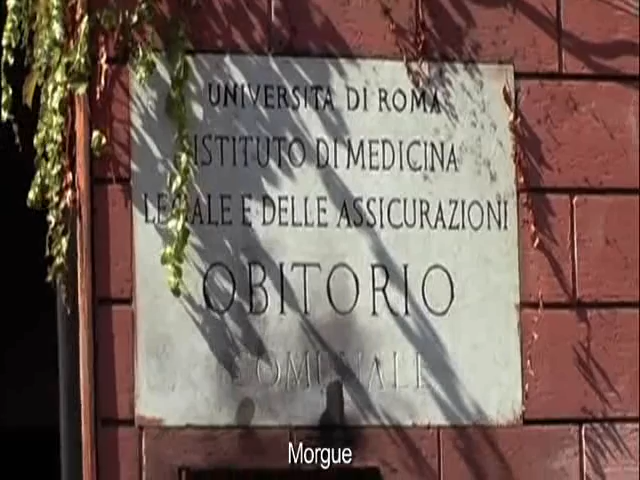 UNIVERSITA DI ROMA
ISTITUTO DI MEDICINA
LEGALE E DELLE ASSICURAZIONI
OBITORIO
COMUNALE
Morgue